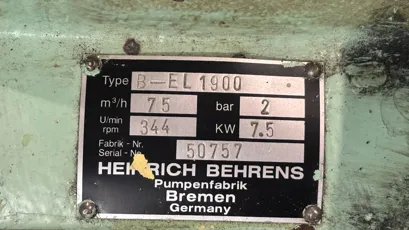 Type B-EL 1900
m³/h 75 bar 2
U/min rpm 344 KW 7.5
Fabrik - Nr.
Serial - No. 50757
HEINRICH BEHRENS
Pumpenfabrik
Bremen
Germany